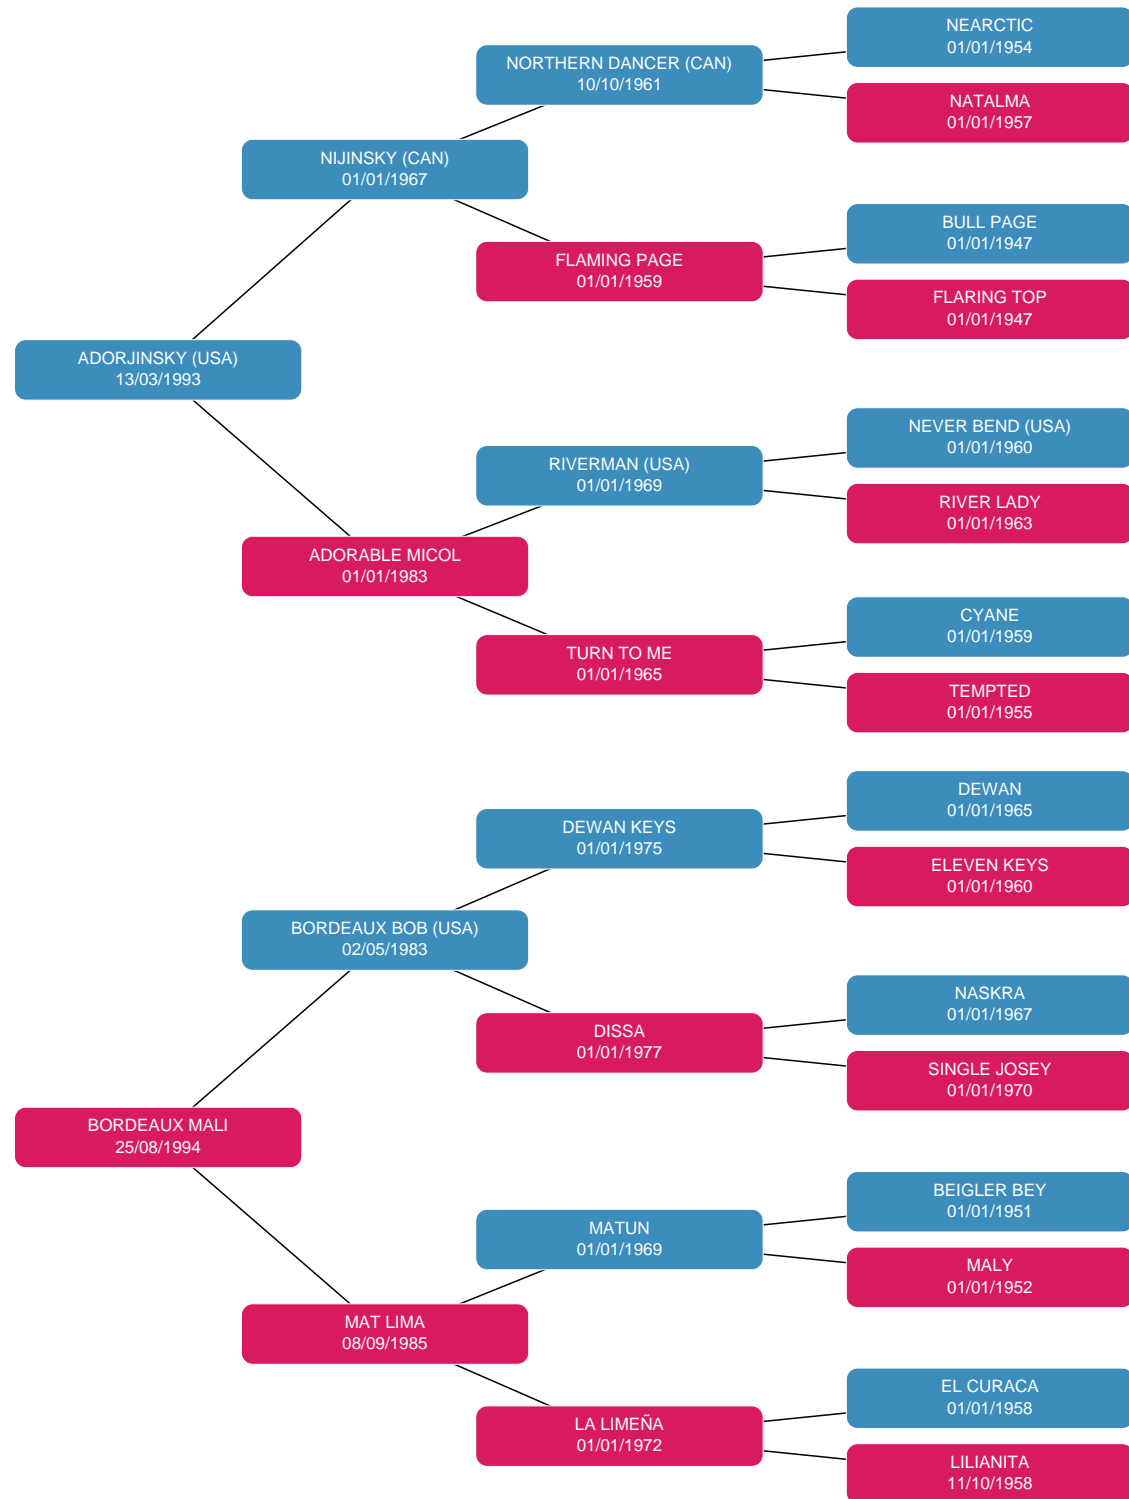 NEARCTIC
01/01/1954
NORTHERN DANCER (CAN)
10/10/1961
NATALMA
01/01/1957
NIJINSKY (CAN)
01/01/1967
BULL PAGE
01/01/1947
FLAMING PAGE
01/01/1959
FLARING TOP
01/01/1947
ADORJINSKY (USA)
13/03/1993
NEVER BEND (USA)
01/01/1960
RIVERMAN (USA)
01/01/1969
RIVER LADY
01/01/1963
ADORABLE MICOL
01/01/1983
CYANE
01/01/1959
TURN TO ME
01/01/1965
TEMPTED
01/01/1955
DEWAN
01/01/1965
DEWAN KEYS
01/01/1975
ELEVEN KEYS
01/01/1960
BORDEAUX BOB (USA)
02/05/1983
NASKRA
01/01/1967
DISSA
01/01/1977
SINGLE JOSEY
01/01/1970
BORDEAUX MALI
25/08/1994
BEIGLER BEY
01/01/1951
MATUN
01/01/1969
MALY
01/01/1952
MAT LIMA
08/09/1985
EL CURACA
01/01/1958
LA LIMEÑA
01/01/1972
LILIANITA
11/10/1958